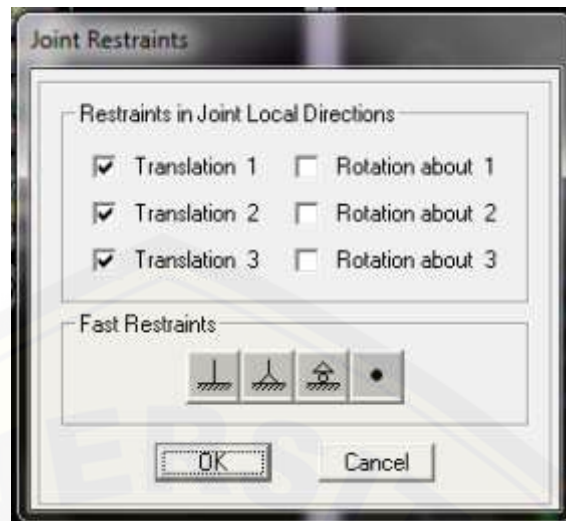 Joint Restraints
Restraints in Joint Local Directions
Translation 1 Rotation about 1
Translation 2 Rotation about 2
Translation 3 Rotation about 3
Fast Restraints
OK Cancel
ERS